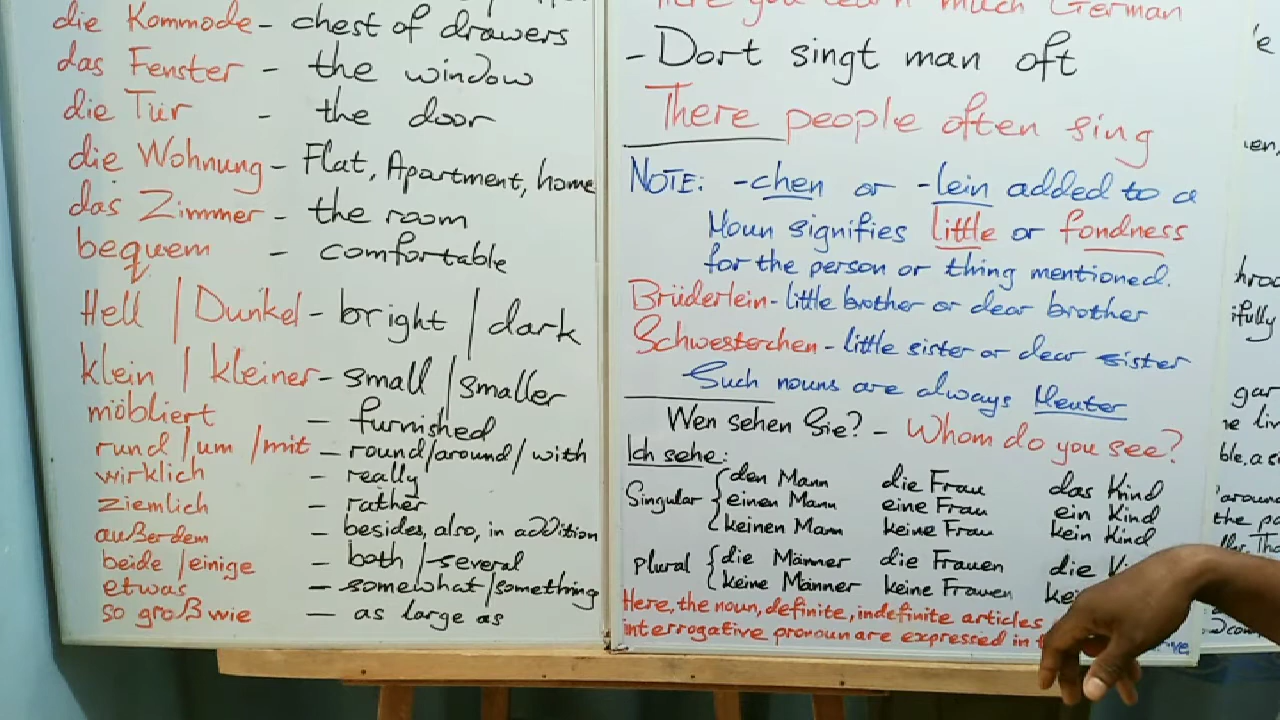 die Kommode - chest of drawers
das Fenster - the window
die Tür - the door
die Wohnung - Flat, Apartment, home
das Zimmer - the room
bequem - comfortable
Hell | Dunkel - bright | dark
klein | kleiner - small | smaller
möbliert - furnished
rund/um/mit - round/around/with
wirklich - really
ziemlich - rather
außerdem - besides, also, in addition
beide/einige - both/several
etwas - somewhat/something
so groß wie - as large as
Here you learn much German
- Dort singt man oft
There people often sing
NOTE: -chen or -lein added to a
Noun signifies little or fondness
for the person or thing mentioned.
Brüderlein - little brother or dear brother
Schwesterchen - little sister or dear sister
Such nouns are always Neuter
Wen sehen Sie? - Whom do you see?
Ich sehe:
Singular { den Mann die Frau das Kind
einen Mann eine Frau ein Kind
keinen Mann keine Frau kein Kind
plural { die Männer die Frauen die
keine Männer keine Frauen
Here, the noun, definite, indefinite articles
interrogative pronoun are expressed in